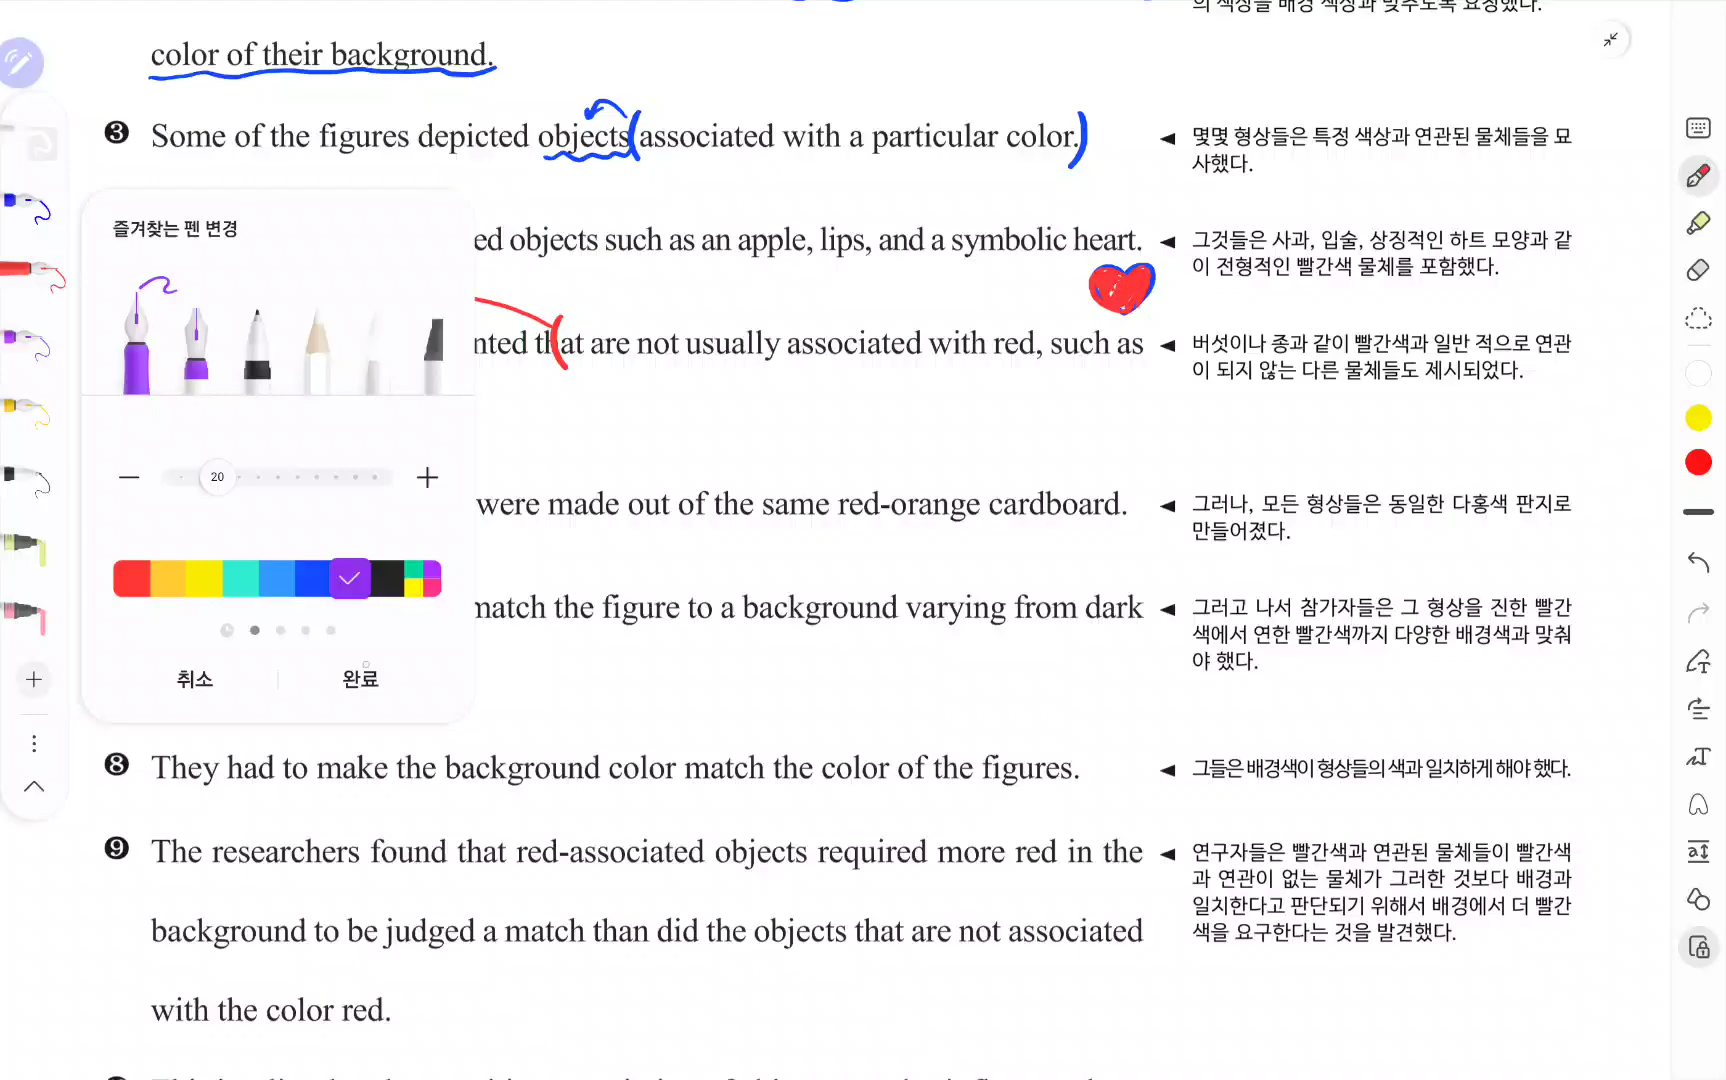 의 색상을 배경 색상과 맞추도록 요청했다.
color of their background.
❸ Some of the figures depicted objects associated with a particular color.
◄ 몇몇 형상들은 특정 색상과 연관된 물체들을 묘
사했다.
즐겨찾는 펜 변경
ed objects such as an apple, lips, and a symbolic heart.
◄ 그것들은 사과, 입술, 상징적인 하트 모양과 같
이 전형적인 빨간색 물체를 포함했다.
nted that are not usually associated with red, such as
◄ 버섯이나 종과 같이 빨간색과 일반 적으로 연관
이 되지 않는 다른 물체들도 제시되었다.
20
were made out of the same red-orange cardboard.
◄ 그러나, 모든 형상들은 동일한 다홍색 판지로
만들어졌다.
match the figure to a background varying from dark
◄ 그러고 나서 참가자들은 그 형상을 진한 빨간
색에서 연한 빨간색까지 다양한 배경색과 맞춰
야 했다.
취소
완료
❽ They had to make the background color match the color of the figures.
◄ 그들은 배경색이 형상들의 색과 일치하게 해야 했다.
❾ The researchers found that red-associated objects required more red in the
background to be judged a match than did the objects that are not associated
with the color red.
◄ 연구자들은 빨간색과 연관된 물체들이 빨간색
과 연관이 없는 물체가 그러한 것보다 배경과
일치한다고 판단되기 위해서 배경에서 더 빨간
색을 요구한다는 것을 발견했다.